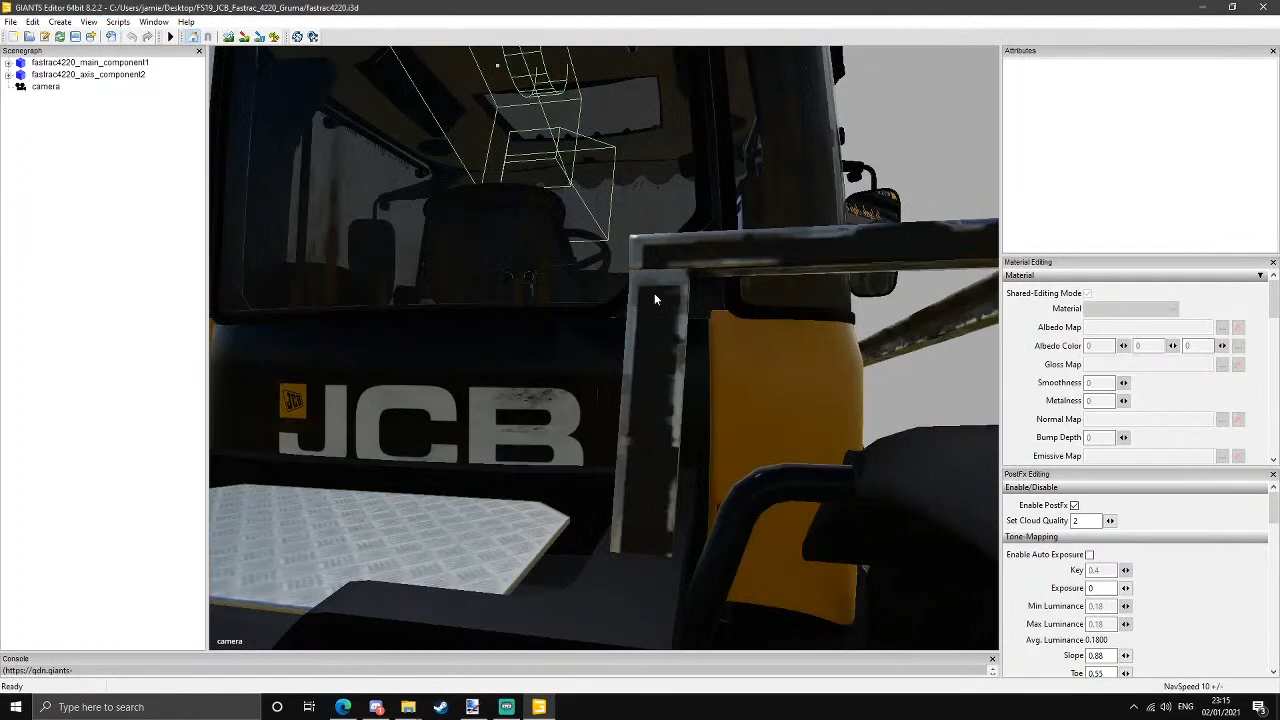 GIANTS Editor 64bit 8.2.2 - C:/Users/jamie/Desktop/FS19_JCB_Fastrac_4220_Gruma/fastrac4220.i3d
File Edit Create View Scripts Window Help
Scenegraph
fastrac4220_main_component1
fastrac4220_axis_component2
camera
JCB
JCB
camera
Attributes
Material Editing
Material
Shared-Editing Mode
Material
Albedo Map
Albedo Color 0 0 0
Gloss Map
Smoothness 0
Metalness 0
Normal Map
Bump Depth 0
Emissive Map
PostFx Editing
Enable/Disable
Enable PostFx
Set Cloud Quality 2
Tone-Mapping
Enable Auto Exposure
Key 0.4
Exposure 0
Min Luminance 0.18
Max Luminance 0.18
Avg. Luminance 0.1800
Slope 0.88
Toe 0.55
Console
(https://gdn.giants-
Ready
NavSpeed 10 +/-
Type here to search
ENG
23:15
02/01/2021